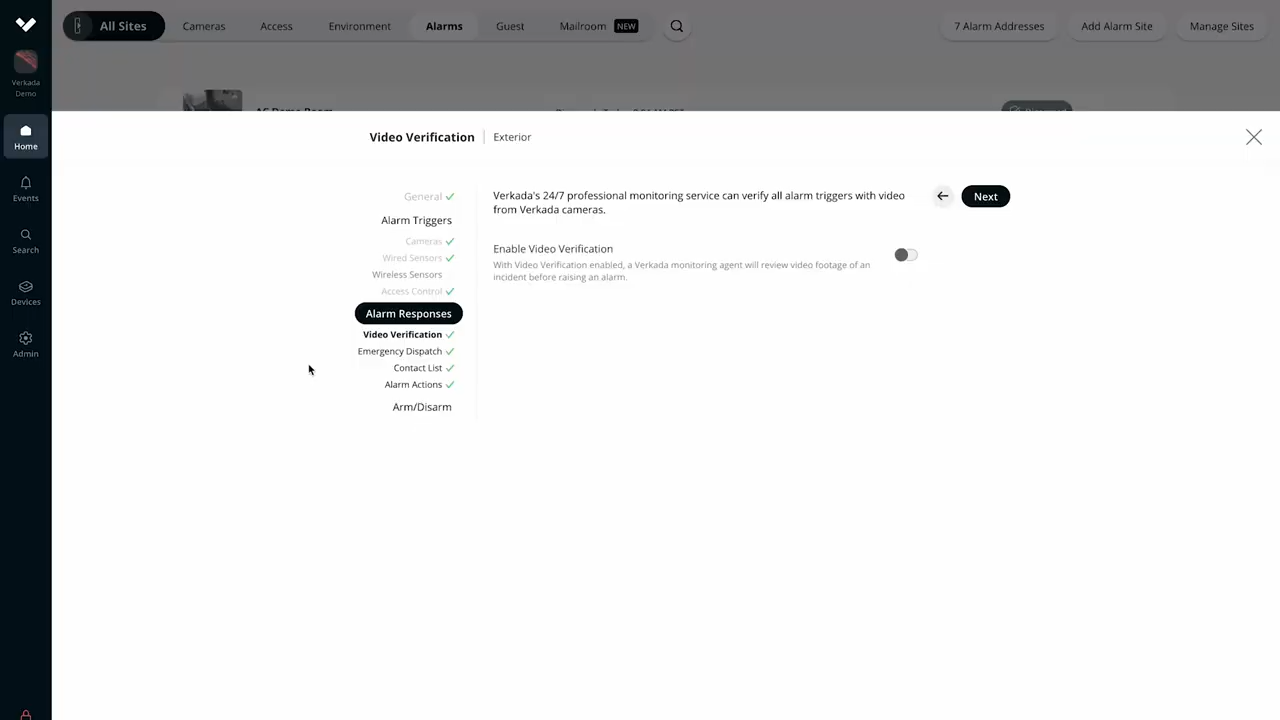 All Sites
Cameras
Access
Environment
Alarms
Guest
Mailroom NEW
7 Alarm Addresses
Add Alarm Site
Manage Sites
Verkada
Demo
Home
Events
Search
Devices
Admin
Video Verification
Exterior
General
Alarm Triggers
Cameras
Wired Sensors
Wireless Sensors
Access Control
Alarm Responses
Video Verification
Emergency Dispatch
Contact List
Alarm Actions
Arm/Disarm
Verkada's 24/7 professional monitoring service can verify all alarm triggers with video
from Verkada cameras.
Next
Enable Video Verification
With Video Verification enabled, a Verkada monitoring agent will review video footage of an
incident before raising an alarm.